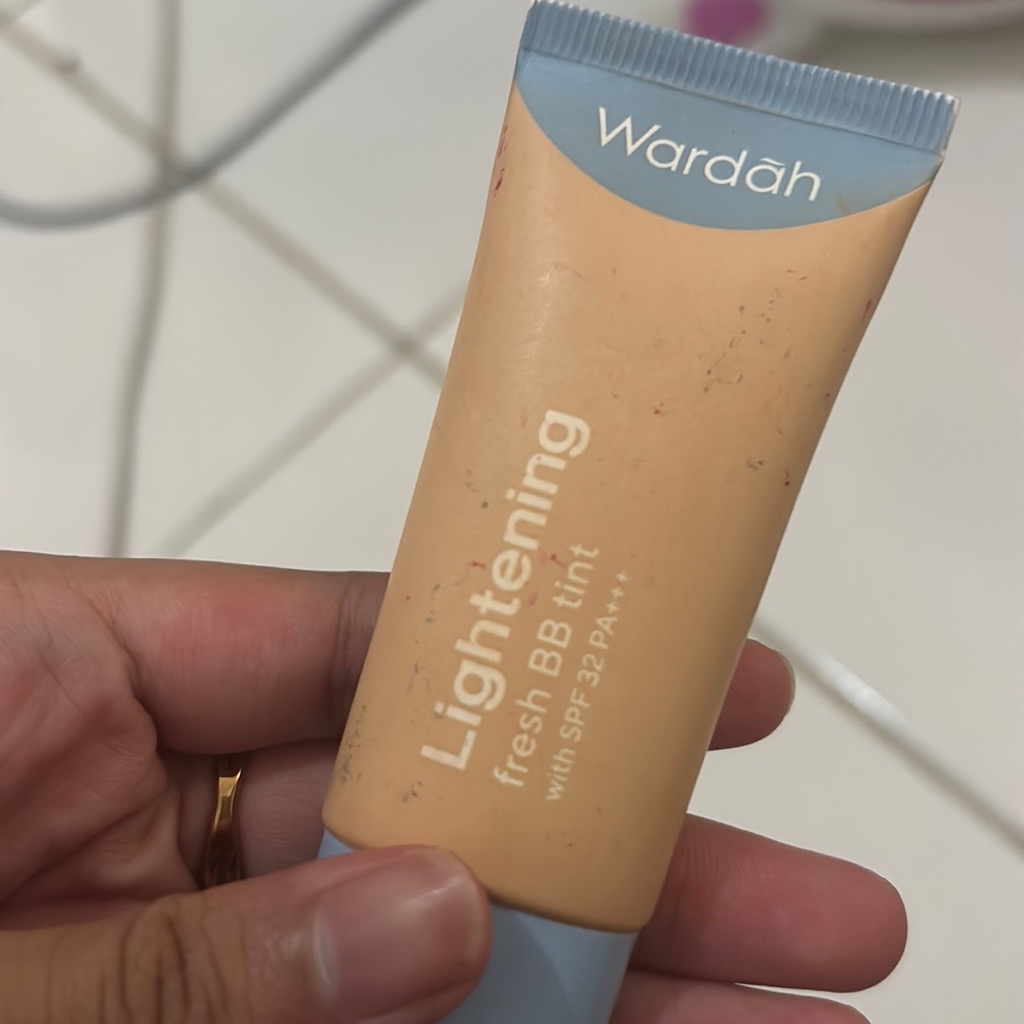 Wardāh
Lightening
fresh BB tint
with SPF 32 PA+++